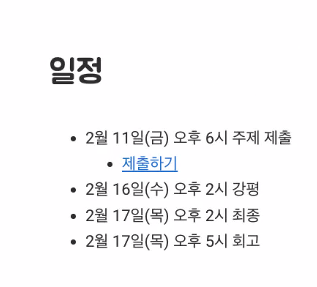 일정
2월 11일(금) 오후 6시 주제 제출
제출하기
2월 16일(수) 오후 2시 강평
2월 17일(목) 오후 2시 최종
2월 17일(목) 오후 5시 회고